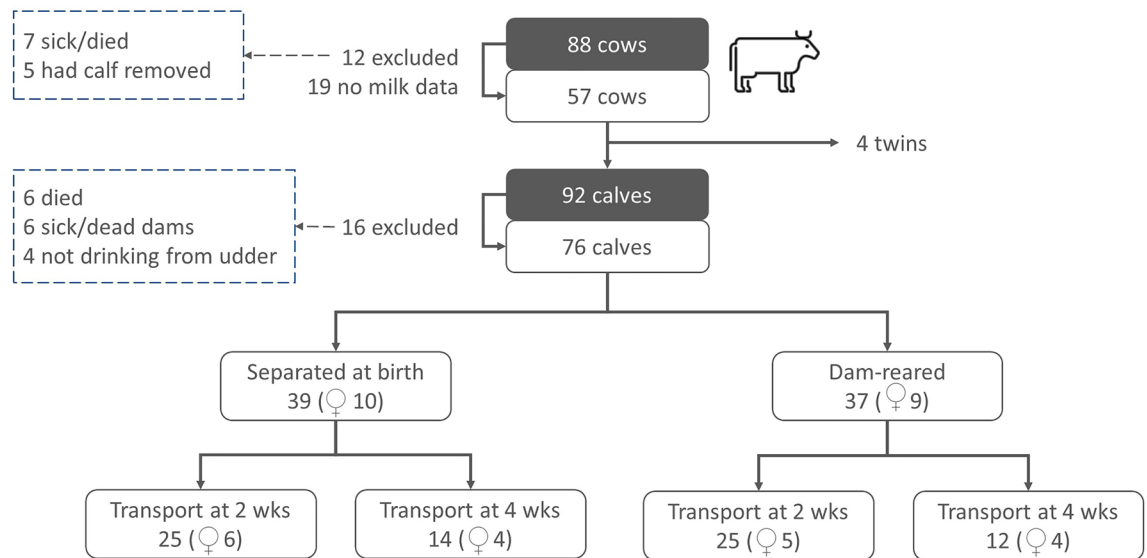 88 cows
7 sick/died
5 had calf removed
12 excluded
19 no milk data
57 cows
4 twins
92 calves
6 died
6 sick/dead dams
4 not drinking from udder
16 excluded
76 calves
Separated at birth
39 (♀ 10)
Dam-reared
37 (♀ 9)
Transport at 2 wks
25 (♀ 6)
Transport at 4 wks
14 (♀ 4)
Transport at 2 wks
25 (♀ 5)
Transport at 4 wks
12 (♀ 4)